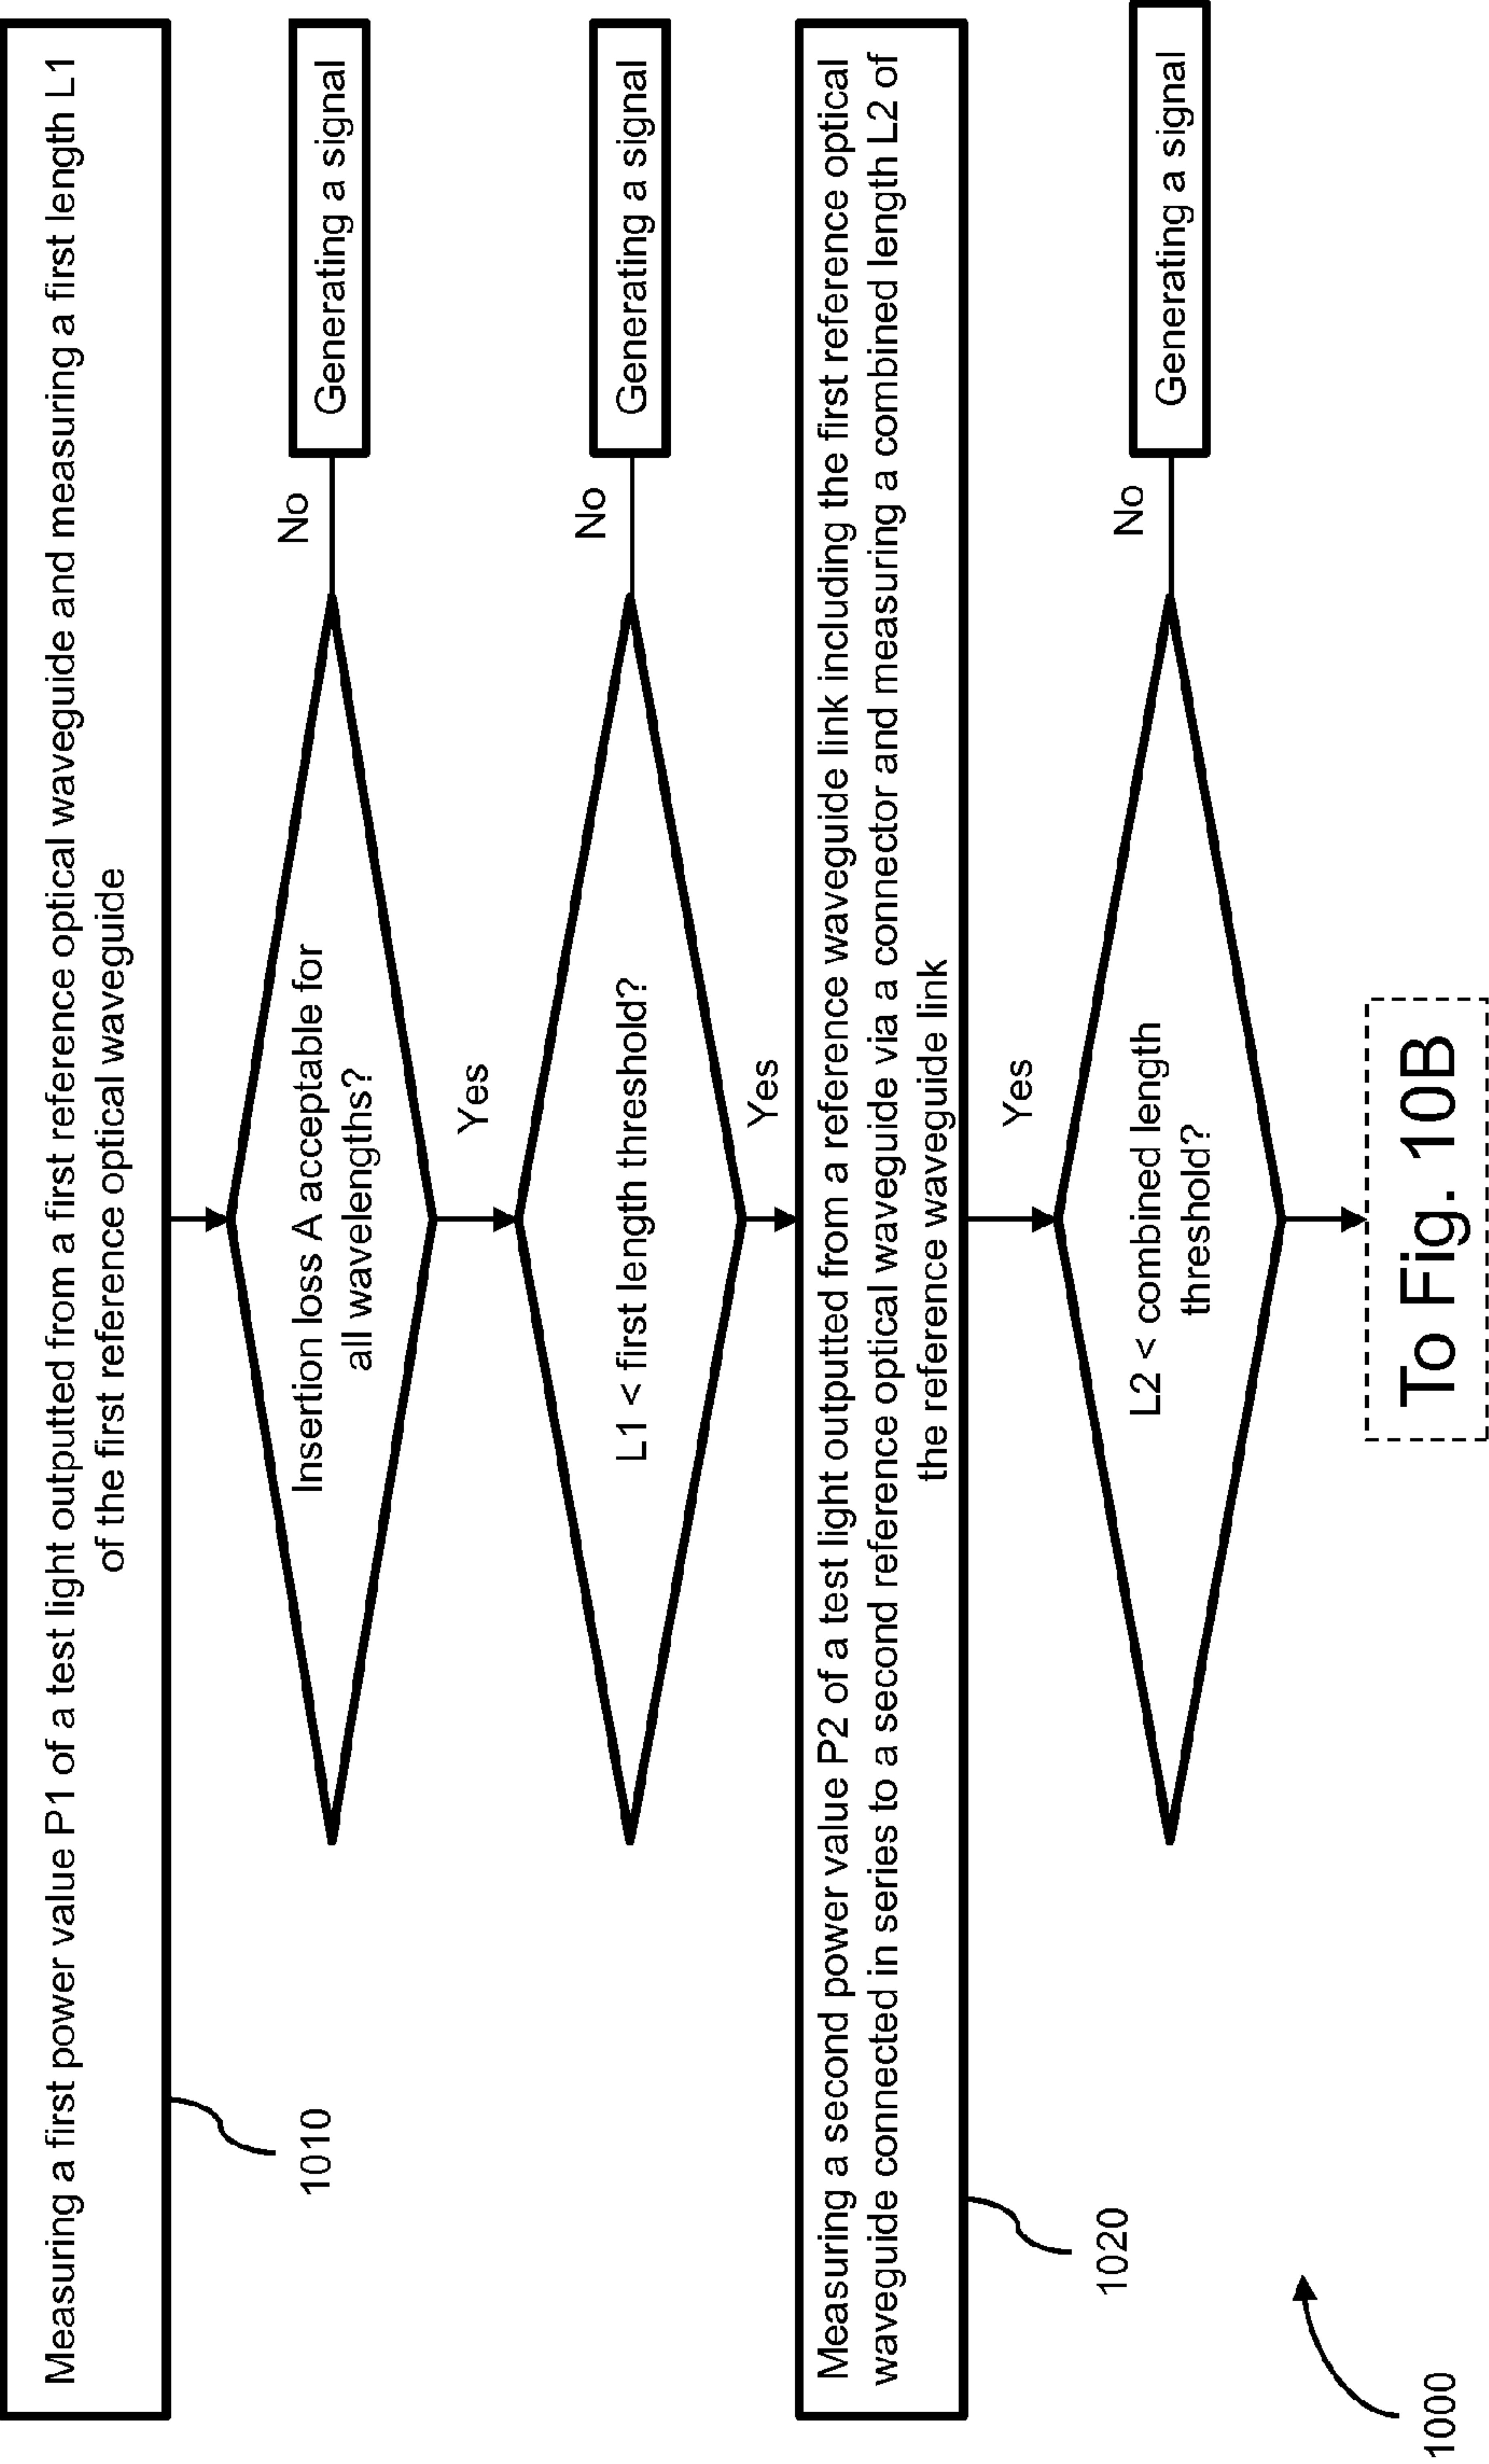 Measuring a first power value P1 of a test light outputted from a first reference optical waveguide and measuring a first length L1
of the first reference optical waveguide
1010
Insertion loss A acceptable for
all wavelengths?
No
Generating a signal
Yes
L1 < first length threshold?
No
Generating a signal
Yes
Measuring a second power value P2 of a test light outputted from a reference waveguide link including the first reference optical
waveguide connected in series to a second reference optical waveguide via a connector and measuring a combined length L2 of
the reference waveguide link
1020
Yes
L2 < combined length
threshold?
No
Generating a signal
To Fig. 10B
1000